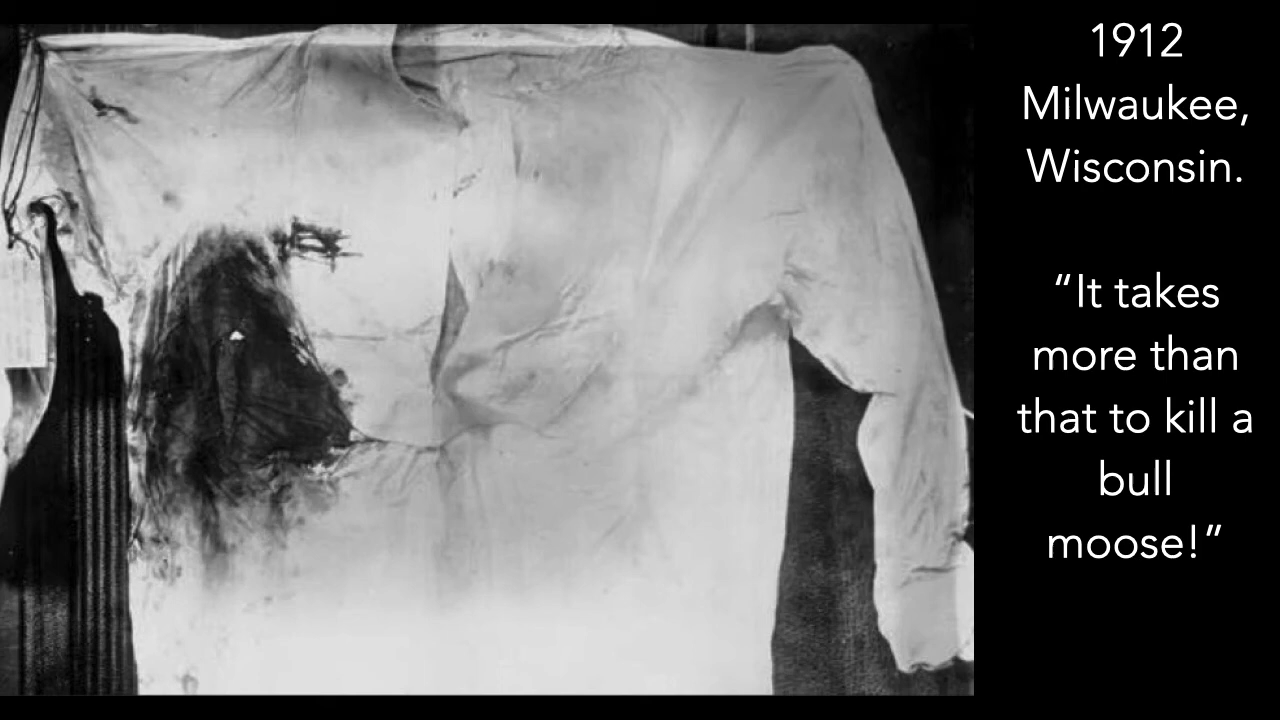 1912
Milwaukee,
Wisconsin.
“It takes
more than
that to kill a
bull
moose!”